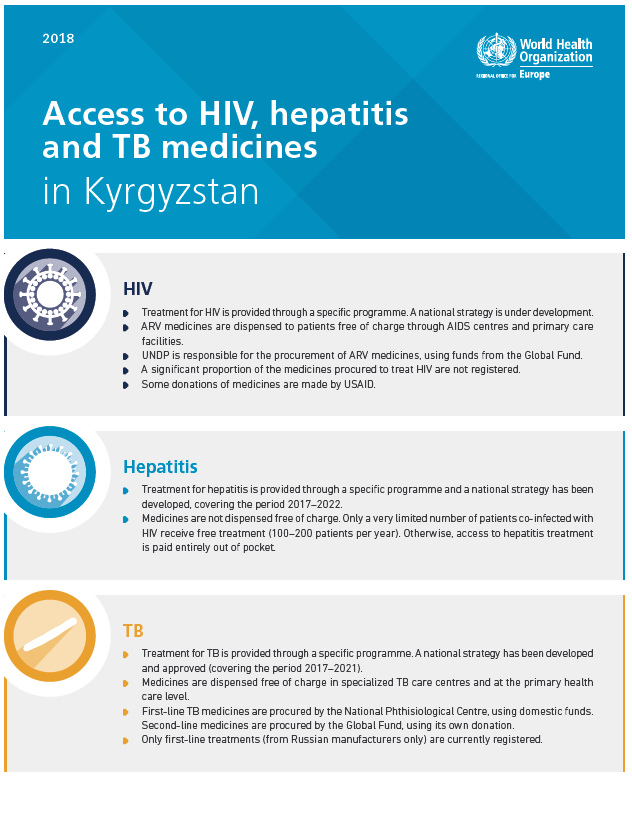 2018
World Health
Organization
REGIONAL OFFICE FOR Europe
Access to HIV, hepatitis
and TB medicines
in Kyrgyzstan
HIV
Treatment for HIV is provided through a specific programme. A national strategy is under development.
ARV medicines are dispensed to patients free of charge through AIDS centres and primary care
facilities.
UNDP is responsible for the procurement of ARV medicines, using funds from the Global Fund.
A significant proportion of the medicines procured to treat HIV are not registered.
Some donations of medicines are made by USAID.
Hepatitis
Treatment for hepatitis is provided through a specific programme and a national strategy has been
developed, covering the period 2017–2022.
Medicines are not dispensed free of charge. Only a very limited number of patients co-infected with
HIV receive free treatment (100–200 patients per year). Otherwise, access to hepatitis treatment
is paid entirely out of pocket.
TB
Treatment for TB is provided through a specific programme. A national strategy has been developed
and approved (covering the period 2017–2021).
Medicines are dispensed free of charge in specialized TB care centres and at the primary health
care level.
First-line TB medicines are procured by the National Phthisiological Centre, using domestic funds.
Second-line medicines are procured by the Global Fund, using its own donation.
Only first-line treatments (from Russian manufacturers only) are currently registered.